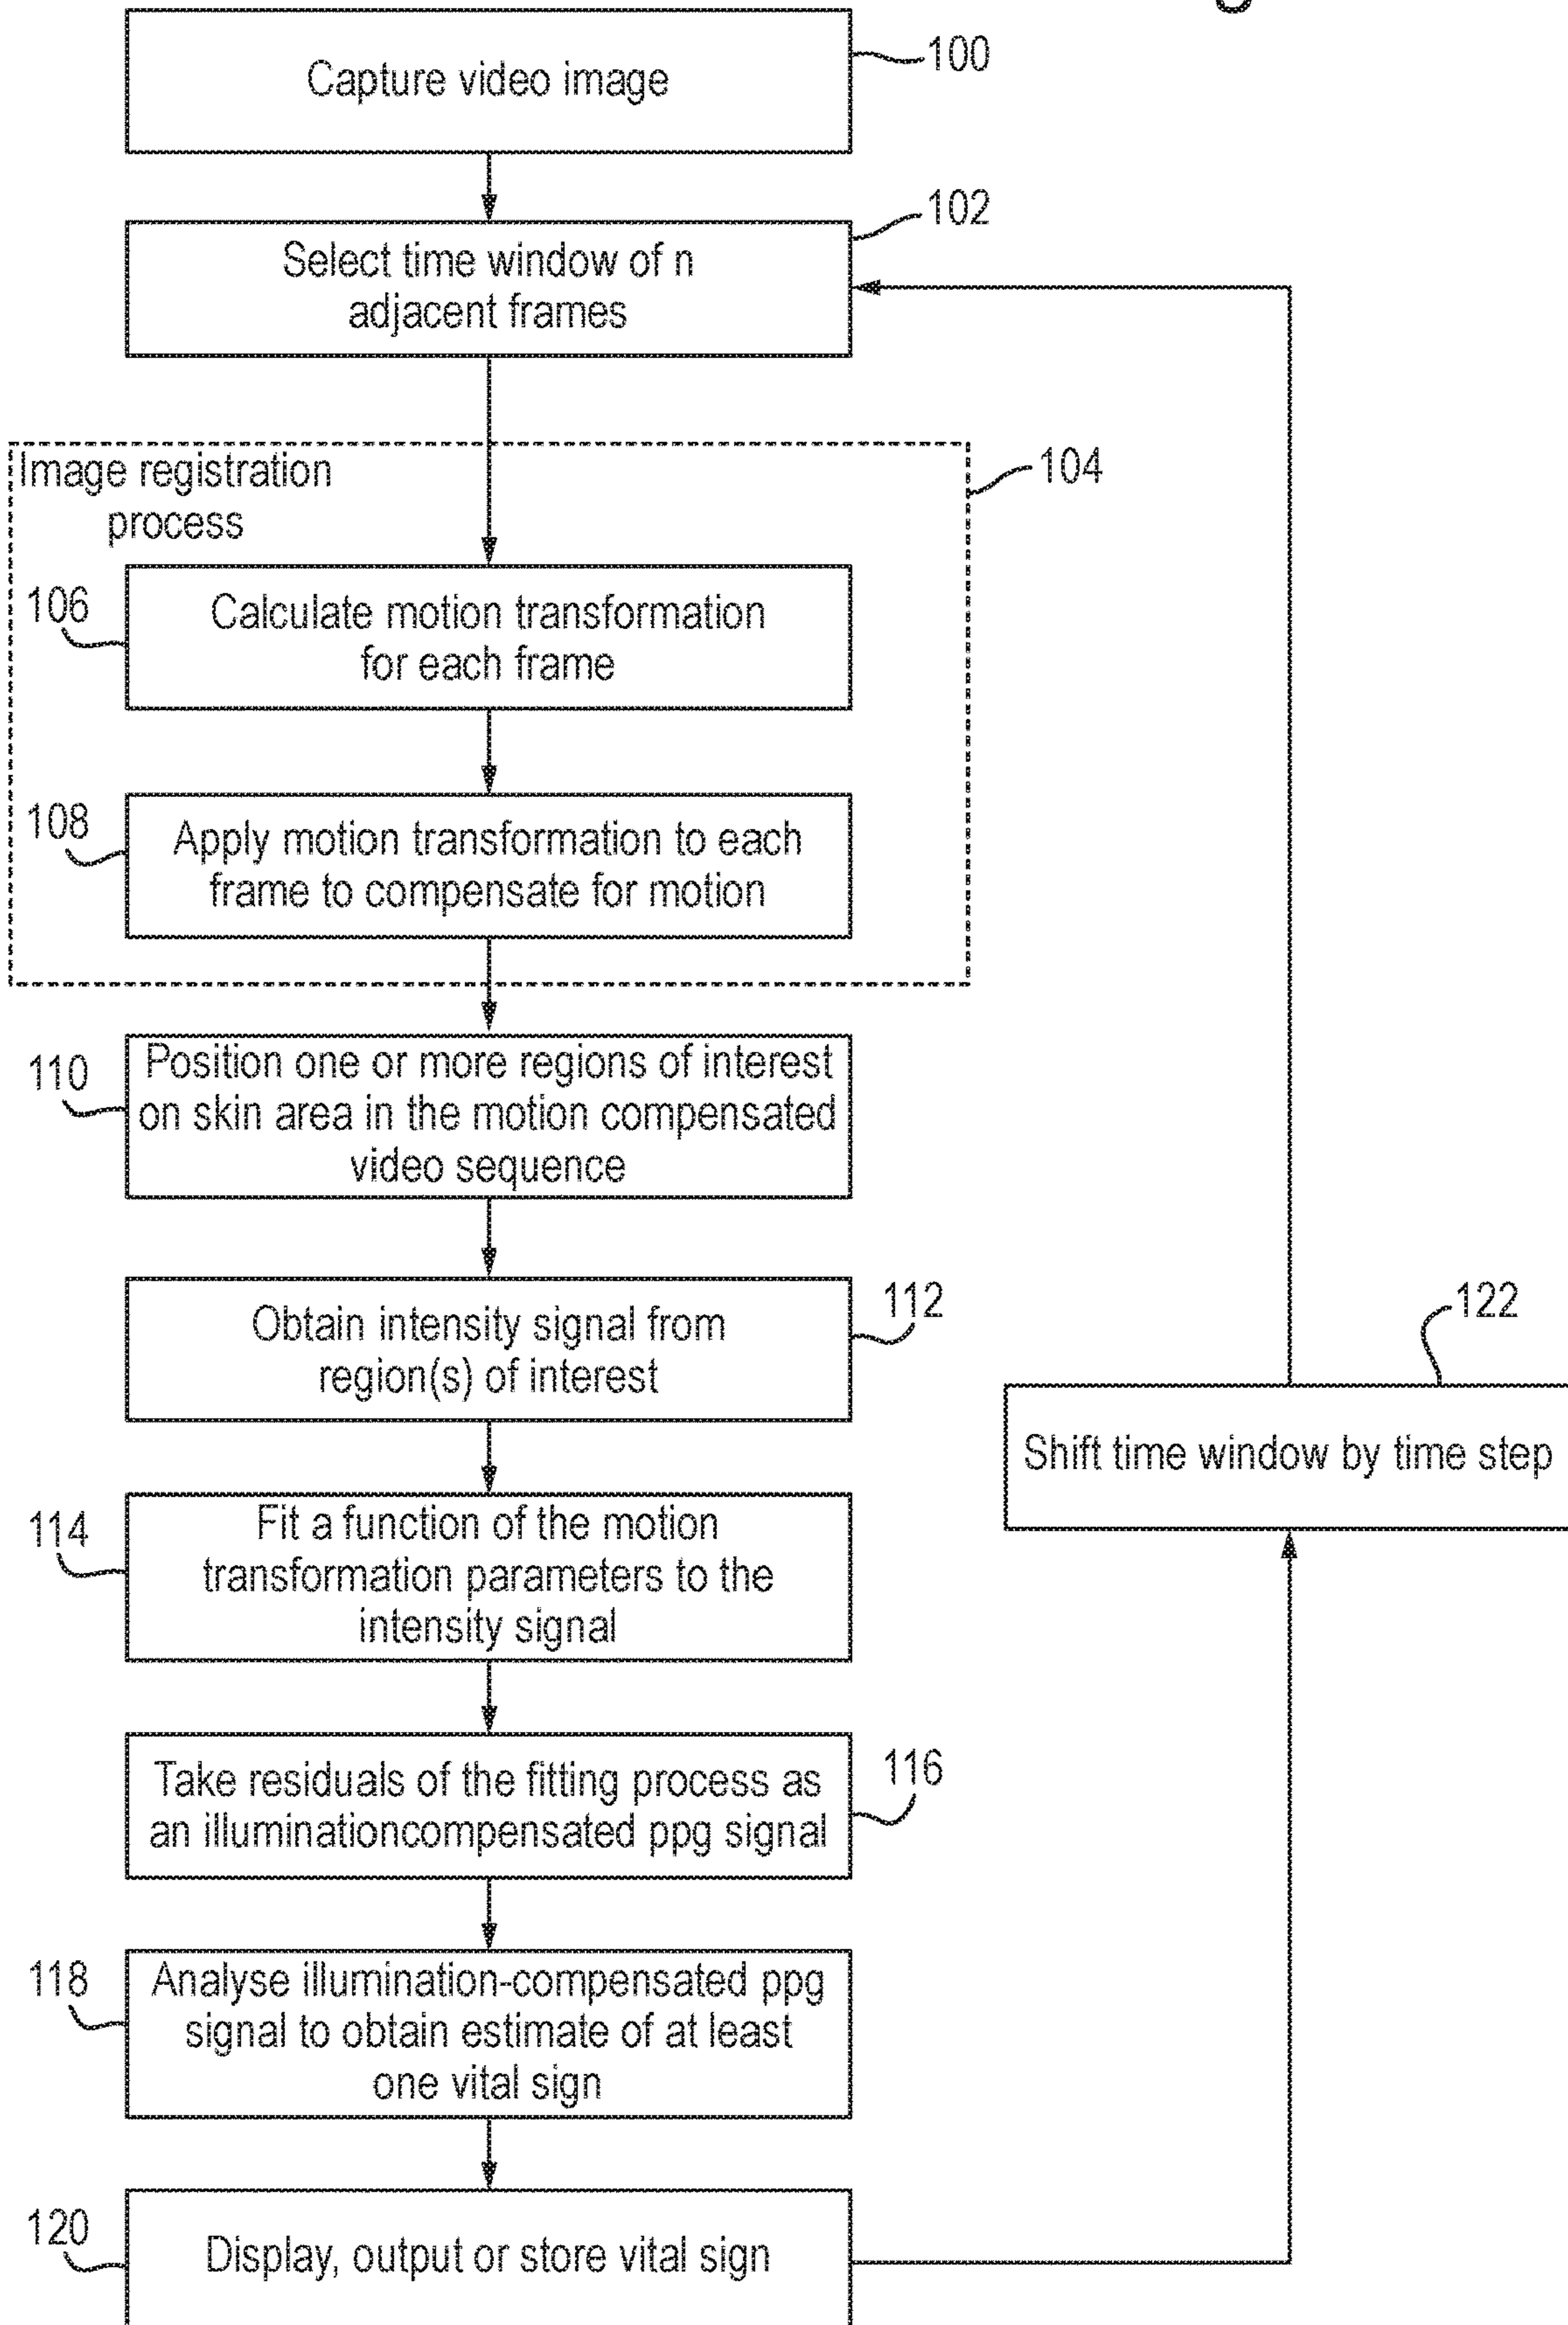 Capture video image
100
Select time window of n
adjacent frames
102
Image registration
process
104
106
Calculate motion transformation
for each frame
108
Apply motion transformation to each
frame to compensate for motion
110
Position one or more regions of interest
on skin area in the motion compensated
video sequence
Obtain intensity signal from
region(s) of interest
112
122
Shift time window by time step
114
Fit a function of the motion
transformation parameters to the
intensity signal
Take residuals of the fitting process as
an illuminationcompensated ppg signal
116
118
Analyse illumination-compensated ppg
signal to obtain estimate of at least
one vital sign
120
Display, output or store vital sign